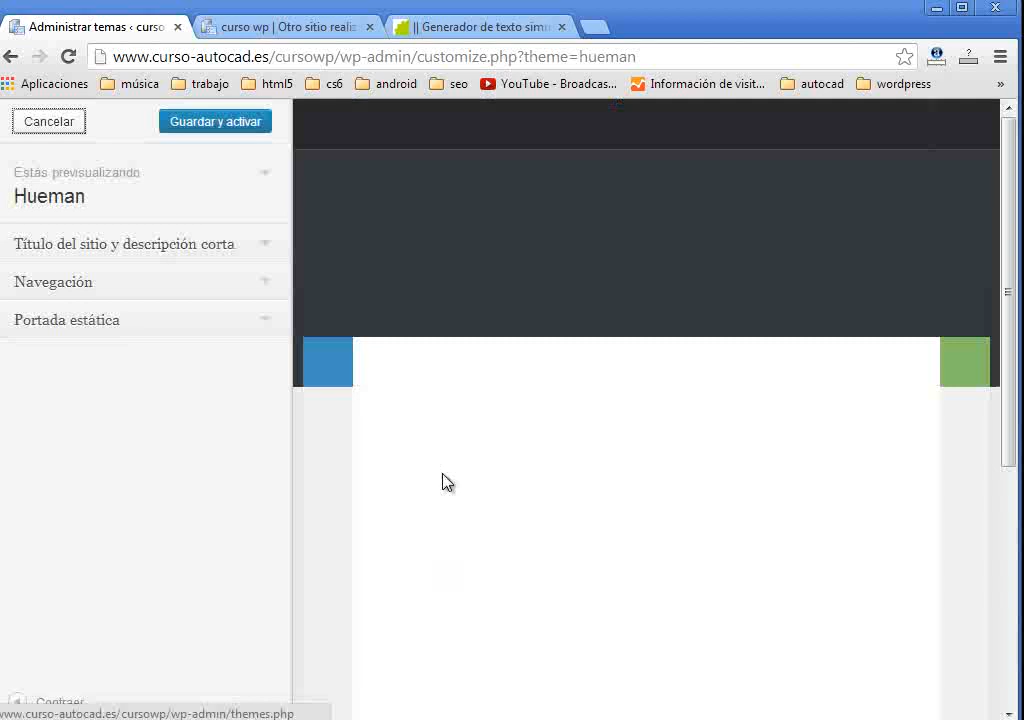 Administrar temas ‹ curso
curso wp | Otro sitio realiz
|| Generador de texto simu
www.curso-autocad.es/cursowp/wp-admin/customize.php?theme=hueman
Aplicaciones
música
trabajo
html5
cs6
android
seo
YouTube - Broadcas...
Información de visit...
autocad
wordpress
»
Cancelar
Guardar y activar
Estás previsualizando
Hueman
Título del sitio y descripción corta
Navegación
Portada estática
Contraer
www.curso-autocad.es/cursowp/wp-admin/themes.php